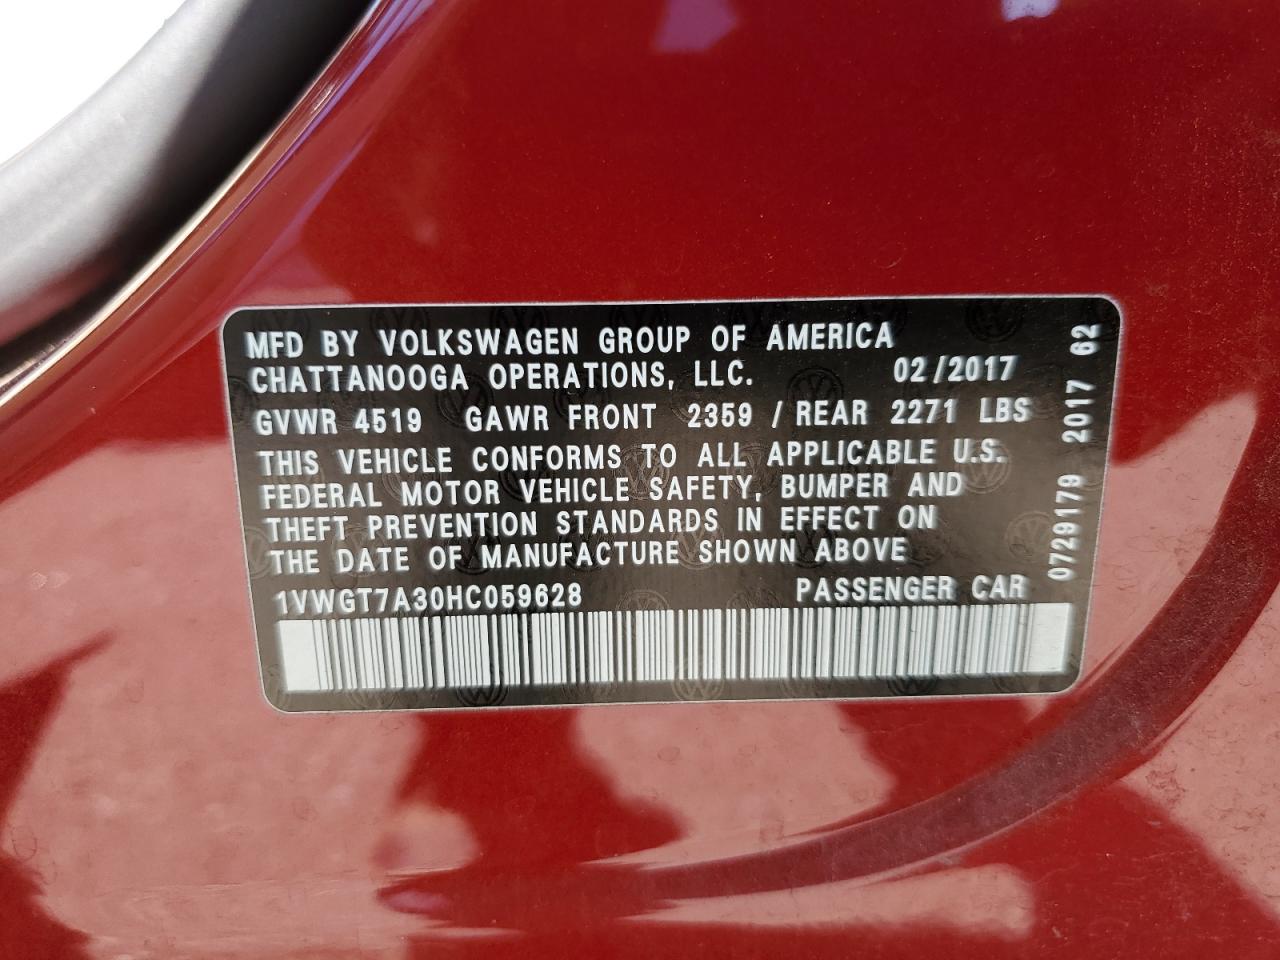 MFD BY VOLKSWAGEN GROUP OF AMERICA
CHATTANOOGA OPERATIONS, LLC. 02/2017
GVWR 4519 GAWR FRONT 2359 / REAR 2271 LBS
THIS VEHICLE CONFORMS TO ALL APPLICABLE U.S.
FEDERAL MOTOR VEHICLE SAFETY, BUMPER AND
THEFT PREVENTION STANDARDS IN EFFECT ON
THE DATE OF MANUFACTURE SHOWN ABOVE
1VWGT7A30HC059628 PASSENGER CAR
0729179 2017 62